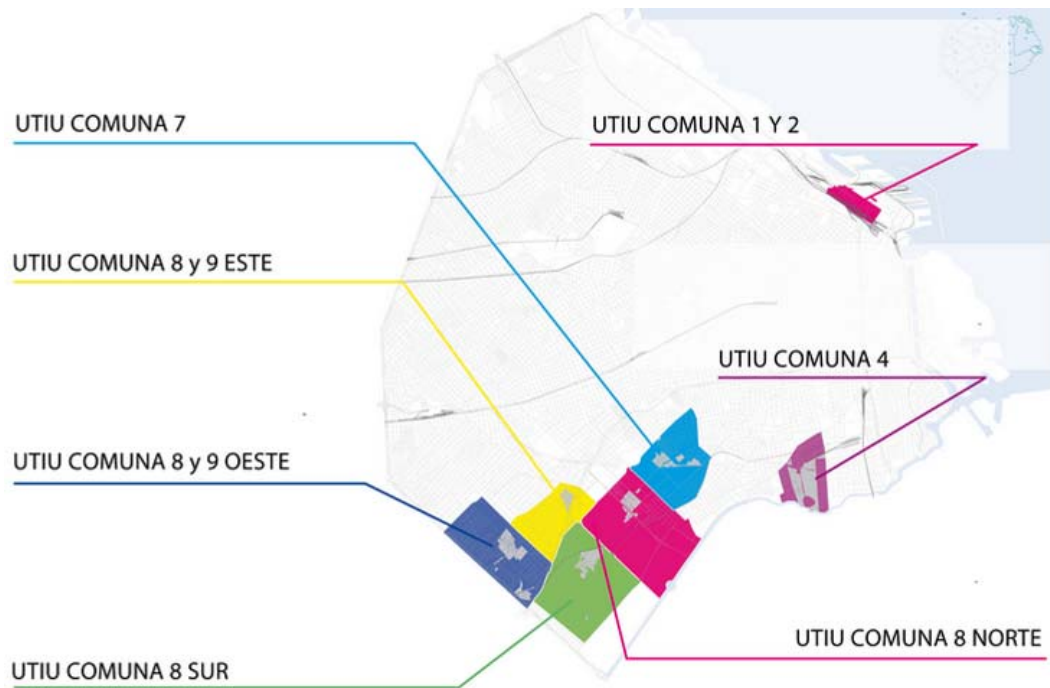 UTIU COMUNA 7
UTIU COMUNA 1 Y 2
UTIU COMUNA 8 y 9 ESTE
UTIU COMUNA 4
UTIU COMUNA 8 y 9 OESTE
UTIU COMUNA 8 NORTE
UTIU COMUNA 8 SUR